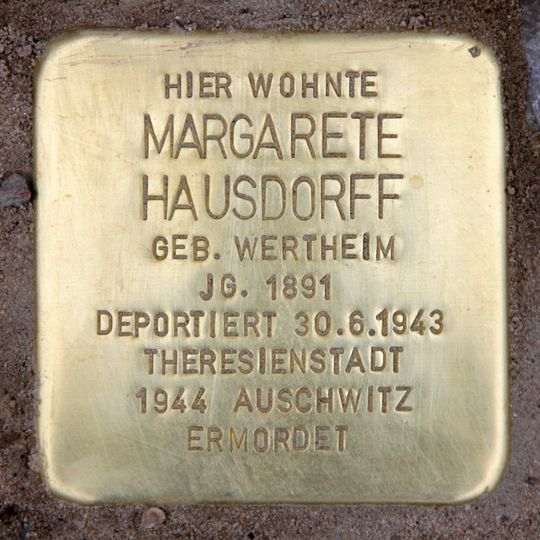 HIER WOHNTE
MARGARETE
HAUSDORFF
GEB. WERTHEIM
JG. 1891
DEPORTIERT 30.6.1943
THERESIENSTADT
1944 AUSCHWITZ
ERMORDET